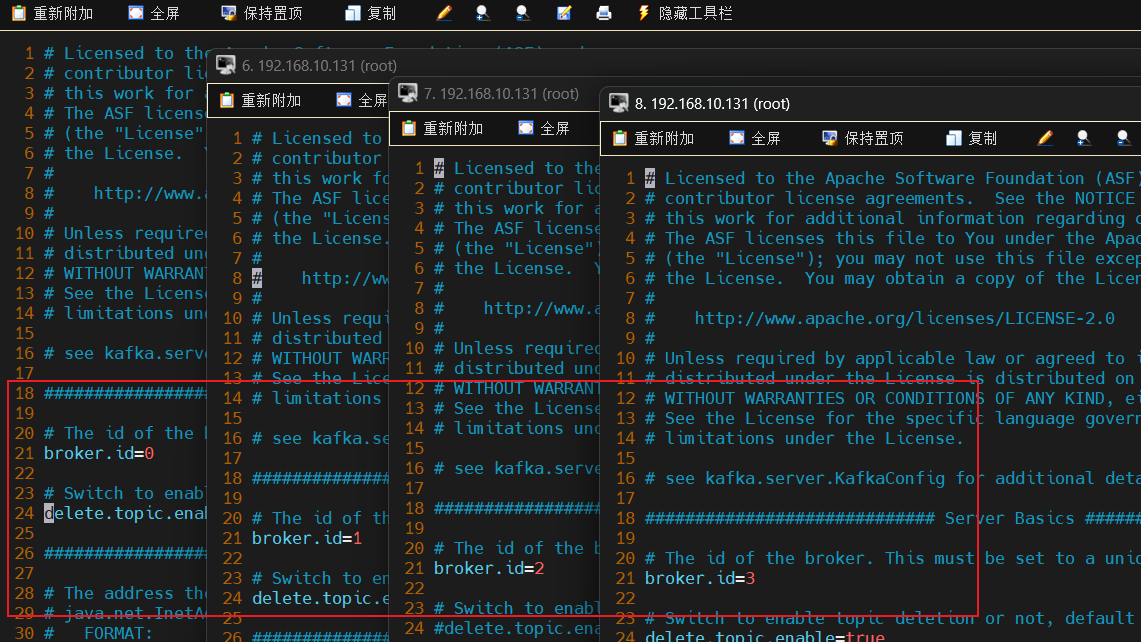 重新附加 全屏 保持置顶 复制 隐藏工具栏
1 # Licensed to the Apache Software Foundation (ASF)
2 # contributor
3 # this work for
4 # The ASF license
5 # (the "License"
6 # the License.
7 #
8 #    http://www.
9 #
10 # Unless required
11 # distributed
12 # WITHOUT WARRANT
13 # See the License
14 # limitations
15
16 # see kafka.serve
17
18 ################
19
20 # The id of the
21 broker.id=0
22
23 # Switch to enabl
24 delete.topic.enab
25
26 ################
27
28 # The address the
29 # java.net.InetA
30 #   FORMAT:
6. 192.168.10.131 (root)
重新附加 全屏
1 # Licensed to
2 # contributor
3 # this work fo
4 # The ASF lice
5 # (the "Licens
6 # the License.
7 #
8 #    http://ww
9 #
10 # Unless requi
11 # distributed
12 # WITHOUT WARR
13 # See the Lice
14 # limitations
15
16 # see kafka.se
17
18 ##############
19
20 # The id of th
21 broker.id=1
22
23 # Switch to en
24 delete.topic.e
25
26 ##############
7. 192.168.10.131 (root)
重新附加 全屏
1 # Licensed to the
2 # contributor lic
3 # this work for a
4 # The ASF license
5 # (the "License")
6 # the License.  Y
7 #
8 #    http://www.a
9 #
10 # Unless required
11 # distributed und
12 # WITHOUT WARRANT
13 # See the License
14 # limitations und
15
16 # see kafka.serve
17
18 #################
19
20 # The id of the b
21 broker.id=2
22
23 # Switch to enabl
24 #delete.topic.ena
8. 192.168.10.131 (root)
重新附加 全屏 保持置顶 复制
1 # Licensed to the Apache Software Foundation (ASF)
2 # contributor license agreements.  See the NOTICE
3 # this work for additional information regarding
4 # The ASF licenses this file to You under the Apac
5 # (the "License"); you may not use this file excep
6 # the License.  You may obtain a copy of the Licen
7 #
8 #    http://www.apache.org/licenses/LICENSE-2.0
9 #
10 # Unless required by applicable law or agreed to
11 # distributed under the License is distributed on
12 # WITHOUT WARRANTIES OR CONDITIONS OF ANY KIND, ei
13 # See the License for the specific language gover
14 # limitations under the License.
15
16 # see kafka.server.KafkaConfig for additional deta
17
18 ############################# Server Basics #######
19
20 # The id of the broker. This must be set to a uniq
21 broker.id=3
22
23 # Switch to enable topic deletion or not, default
24 delete.topic.enable=true